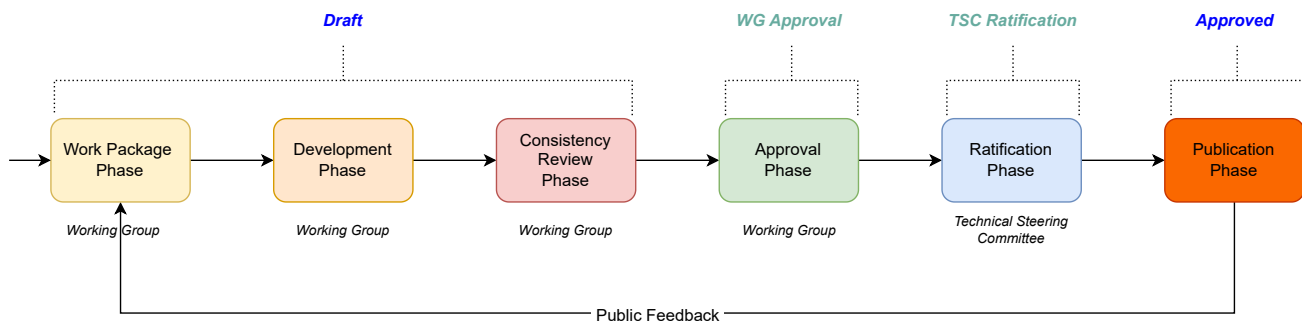 Draft
WG Approval
TSC Ratification
Approved
Work Package
Phase
Development
Phase
Consistency
Review
Phase
Approval
Phase
Ratification
Phase
Publication
Phase
Working Group
Working Group
Working Group
Working Group
Technical Steering
Committee
Public Feedback